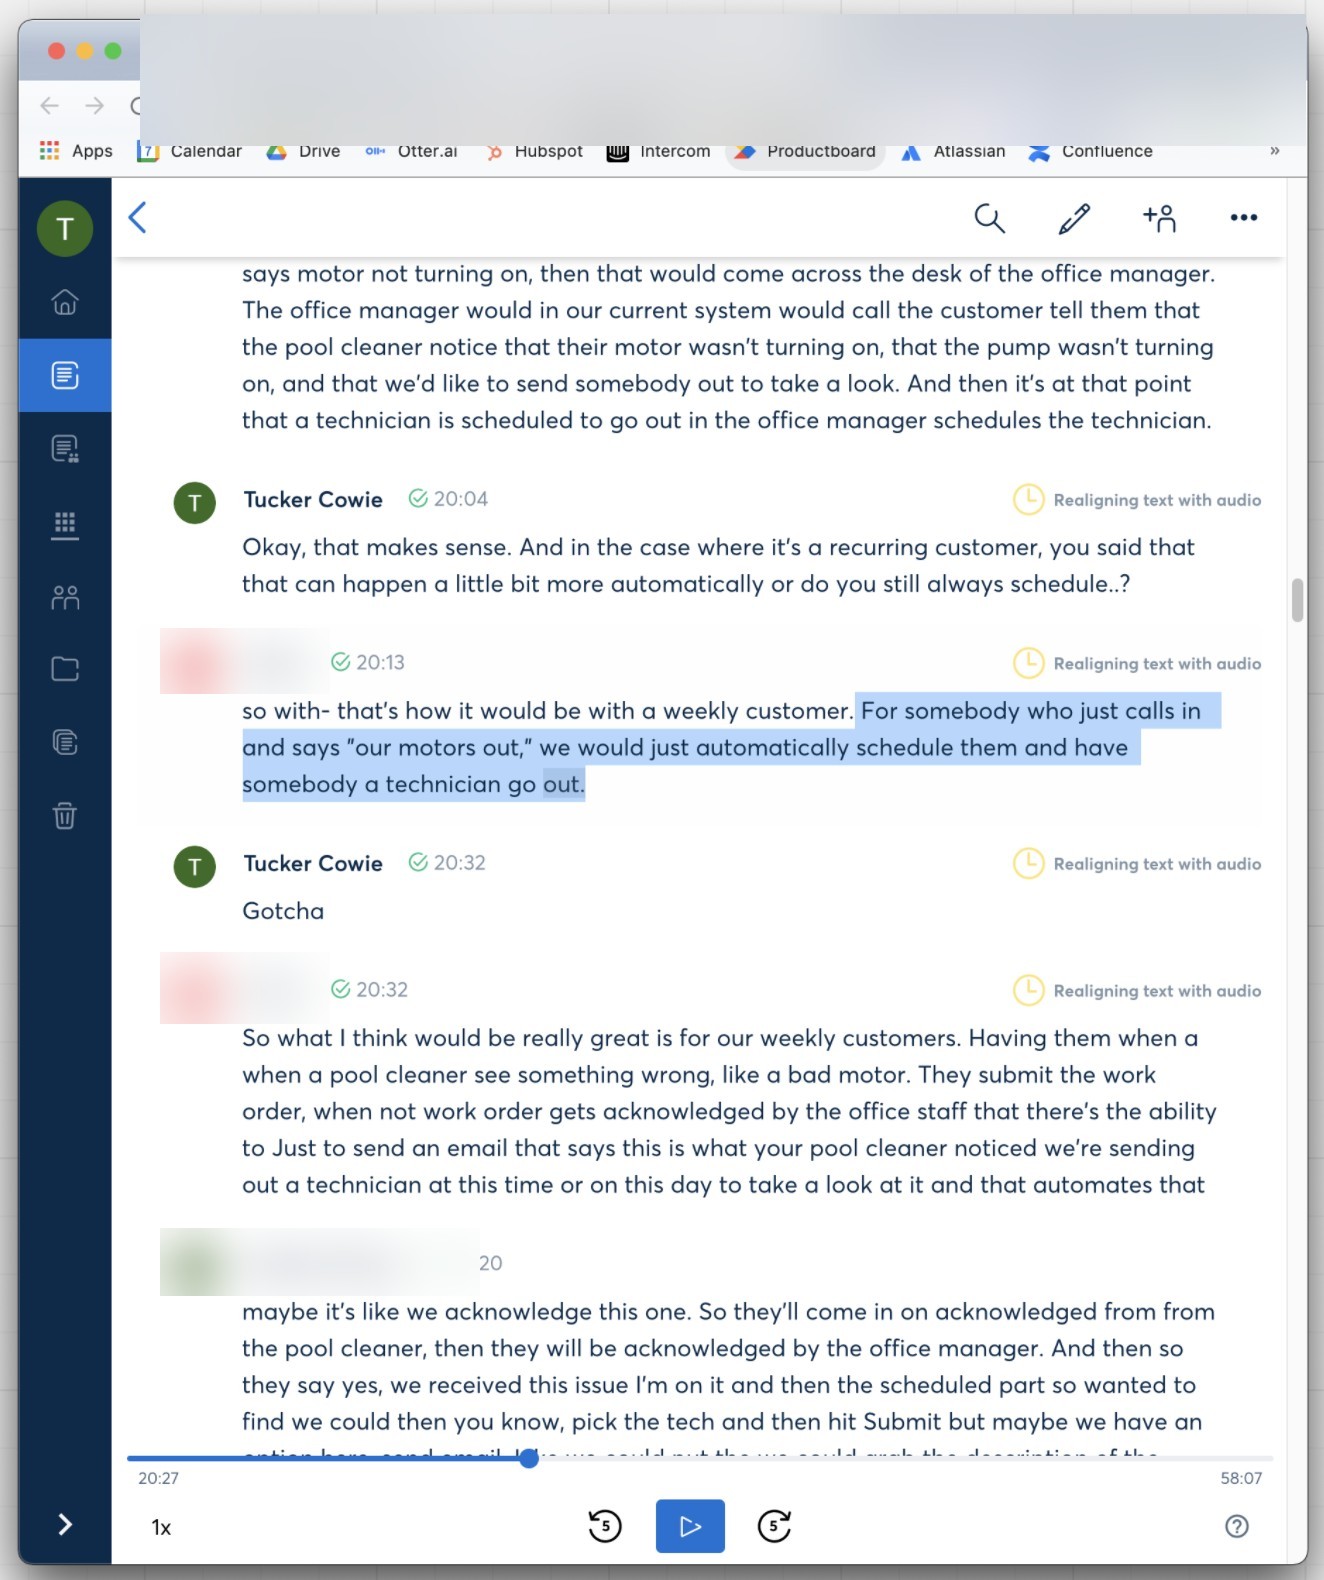 Apps 7 Calendar Drive Otter.ai Hubspot Intercom Productboard Atlassian Confluence »
T
says motor not turning on, then that would come across the desk of the office manager.
The office manager would in our current system would call the customer tell them that
the pool cleaner notice that their motor wasn't turning on, that the pump wasn't turning
on, and that we'd like to send somebody out to take a look. And then it's at that point
that a technician is scheduled to go out in the office manager schedules the technician.
T Tucker Cowie 20:04 Realigning text with audio
Okay, that makes sense. And in the case where it's a recurring customer, you said that
that can happen a little bit more automatically or do you still always schedule..?
20:13 Realigning text with audio
so with- that's how it would be with a weekly customer. For somebody who just calls in
and says "our motors out," we would just automatically schedule them and have
somebody a technician go out.
T Tucker Cowie 20:32 Realigning text with audio
Gotcha
20:32 Realigning text with audio
So what I think would be really great is for our weekly customers. Having them when a
when a pool cleaner see something wrong, like a bad motor. They submit the work
order, when not work order gets acknowledged by the office staff that there's the ability
to Just to send an email that says this is what your pool cleaner noticed we're sending
out a technician at this time or on this day to take a look at it and that automates that
20
maybe it's like we acknowledge this one. So they'll come in on acknowledged from from
the pool cleaner, then they will be acknowledged by the office manager. And then so
they say yes, we received this issue I'm on it and then the scheduled part so wanted to
find we could then you know, pick the tech and then hit Submit but maybe we have an
option here, send email, like we could put the we could grab the description of the
20:27 58:07
1x 5 5